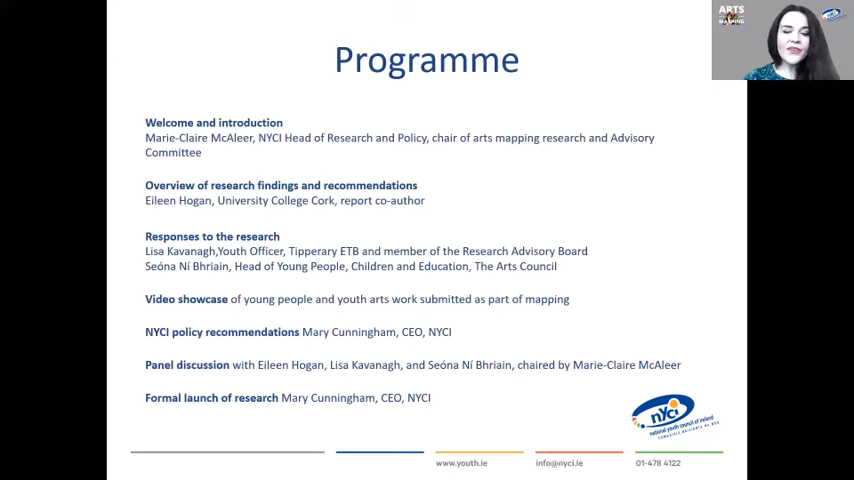 ARTS
MAPPING
Programme
Welcome and introduction
Marie-Claire McAleer, NYCI Head of Research and Policy, chair of arts mapping research and Advisory
Committee
Overview of research findings and recommendations
Eileen Hogan, University College Cork, report co-author
Responses to the research
Lisa Kavanagh,Youth Officer, Tipperary ETB and member of the Research Advisory Board
Seóna Ní Bhriain, Head of Young People, Children and Education, The Arts Council
Video showcase of young people and youth arts work submitted as part of mapping
NYCI policy recommendations Mary Cunningham, CEO, NYCI
Panel discussion with Eileen Hogan, Lisa Kavanagh, and Seóna Ní Bhriain, chaired by Marie-Claire McAleer
Formal launch of research Mary Cunningham, CEO, NYCI
nyci
national youth council of ireland
www.youth.ie
info@nyci.ie
01-478 4122